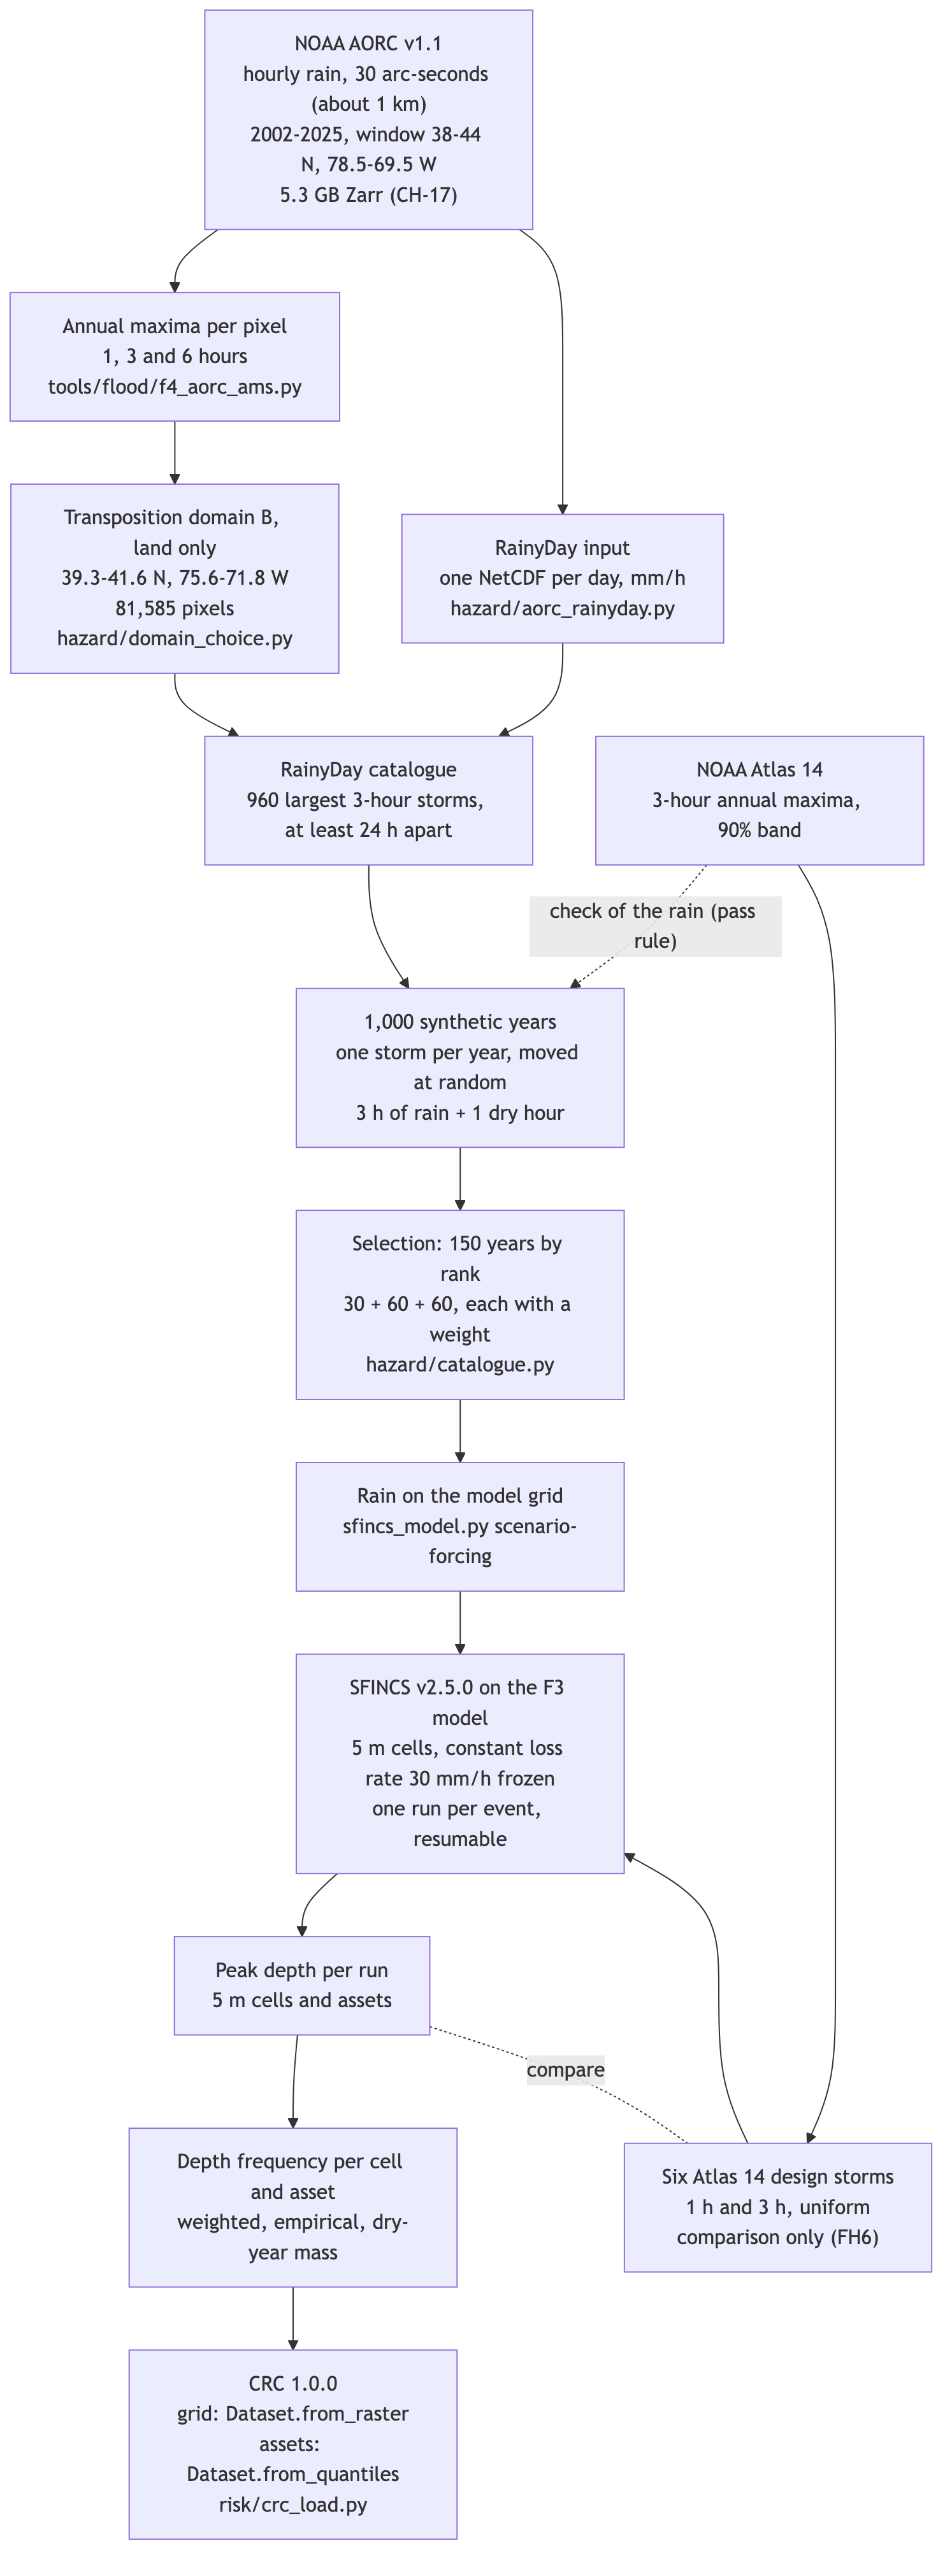 NOAA AORC v1.1
hourly rain, 30 arc-seconds
(about 1 km)
2002-2025, window 38-44
N, 78.5-69.5 W
5.3 GB Zarr (CH-17)
Annual maxima per pixel
1, 3 and 6 hours
tools/flood/f4_aorc_ams.py
Transposition domain B,
land only
39.3-41.6 N, 75.6-71.8 W
81,585 pixels
hazard/domain_choice.py
RainyDay input
one NetCDF per day, mm/h
hazard/aorc_rainyday.py
RainyDay catalogue
960 largest 3-hour storms,
at least 24 h apart
NOAA Atlas 14
3-hour annual maxima,
90% band
check of the rain (pass
rule)
1,000 synthetic years
one storm per year, moved
at random
3 h of rain + 1 dry hour
Selection: 150 years by
rank
30 + 60 + 60, each with a
weight
hazard/catalogue.py
Rain on the model grid
sfincs_model.py scenario-
forcing
SFINCS v2.5.0 on the F3
model
5 m cells, constant loss
rate 30 mm/h frozen
one run per event,
resumable
Peak depth per run
5 m cells and assets
compare
Depth frequency per cell
and asset
weighted, empirical, dry-
year mass
Six Atlas 14 design storms
1 h and 3 h, uniform
comparison only (FH6)
CRC 1.0.0
grid: Dataset.from_raster
assets:
Dataset.from_quantiles
risk/crc_load.py